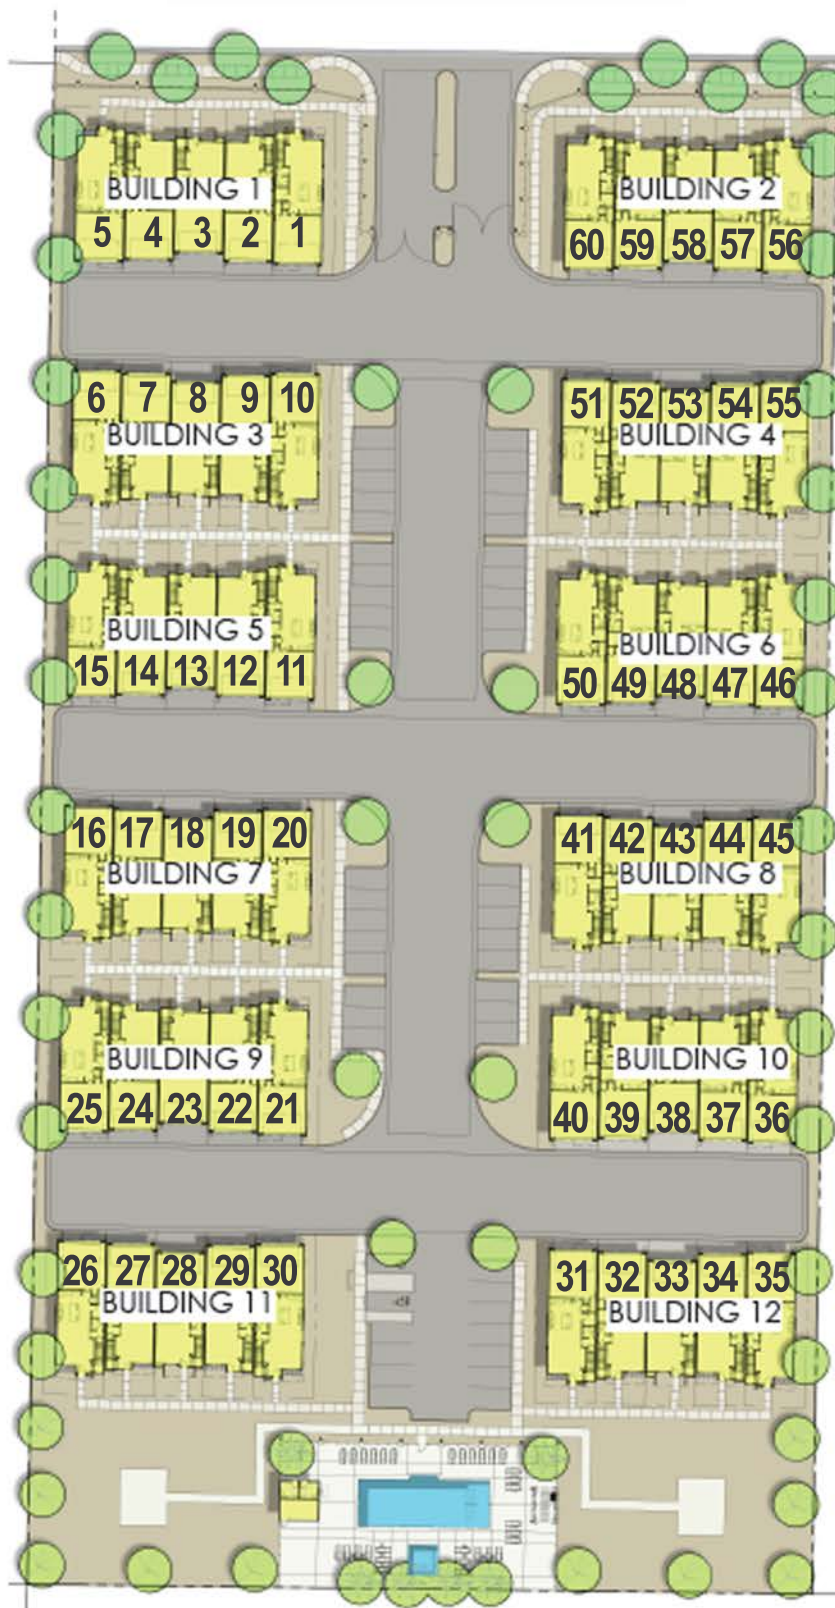 BUILDING 1
5 4 3 2 1
BUILDING 2
60 59 58 57 56
6 7 8 9 10
BUILDING 3
51 52 53 54 55
BUILDING 4
BUILDING 5
15 14 13 12 11
BUILDING 6
50 49 48 47 46
16 17 18 19 20
BUILDING 7
41 42 43 44 45
BUILDING 8
BUILDING 9
25 24 23 22 21
BUILDING 10
40 39 38 37 36
26 27 28 29 30
BUILDING 11
31 32 33 34 35
BUILDING 12